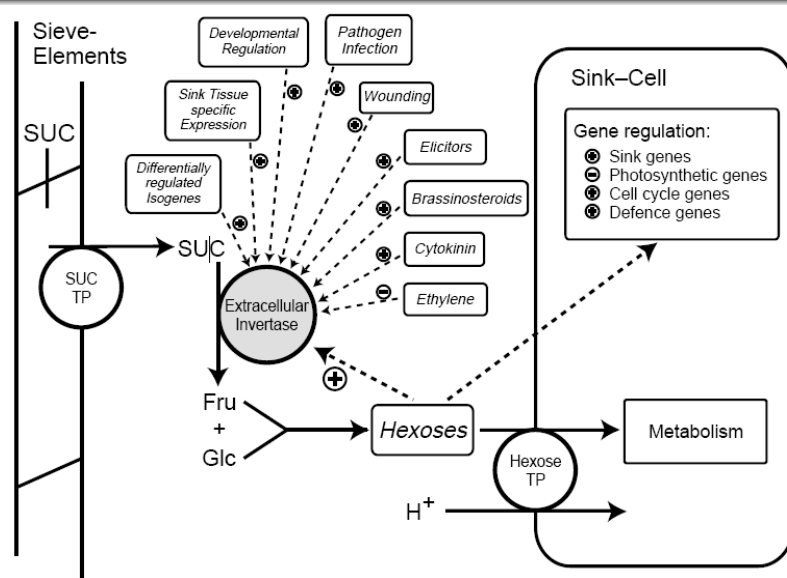 Sieve-
Elements
SUC
SUC
TP
SUC
Developmental
Regulation
Pathogen
Infection
Sink Tissue
specific
Expression
Wounding
Differentially
regulated
Isogenes
Elicitors
Brassinosteroids
Cytokinin
Ethylene
Extracellular
Invertase
Fru
+
Glc
Hexoses
Hexose
TP
H+
Sink–Cell
Gene regulation:
⊕ Sink genes
⊖ Photosynthetic genes
⊕ Cell cycle genes
⊕ Defence genes
Metabolism